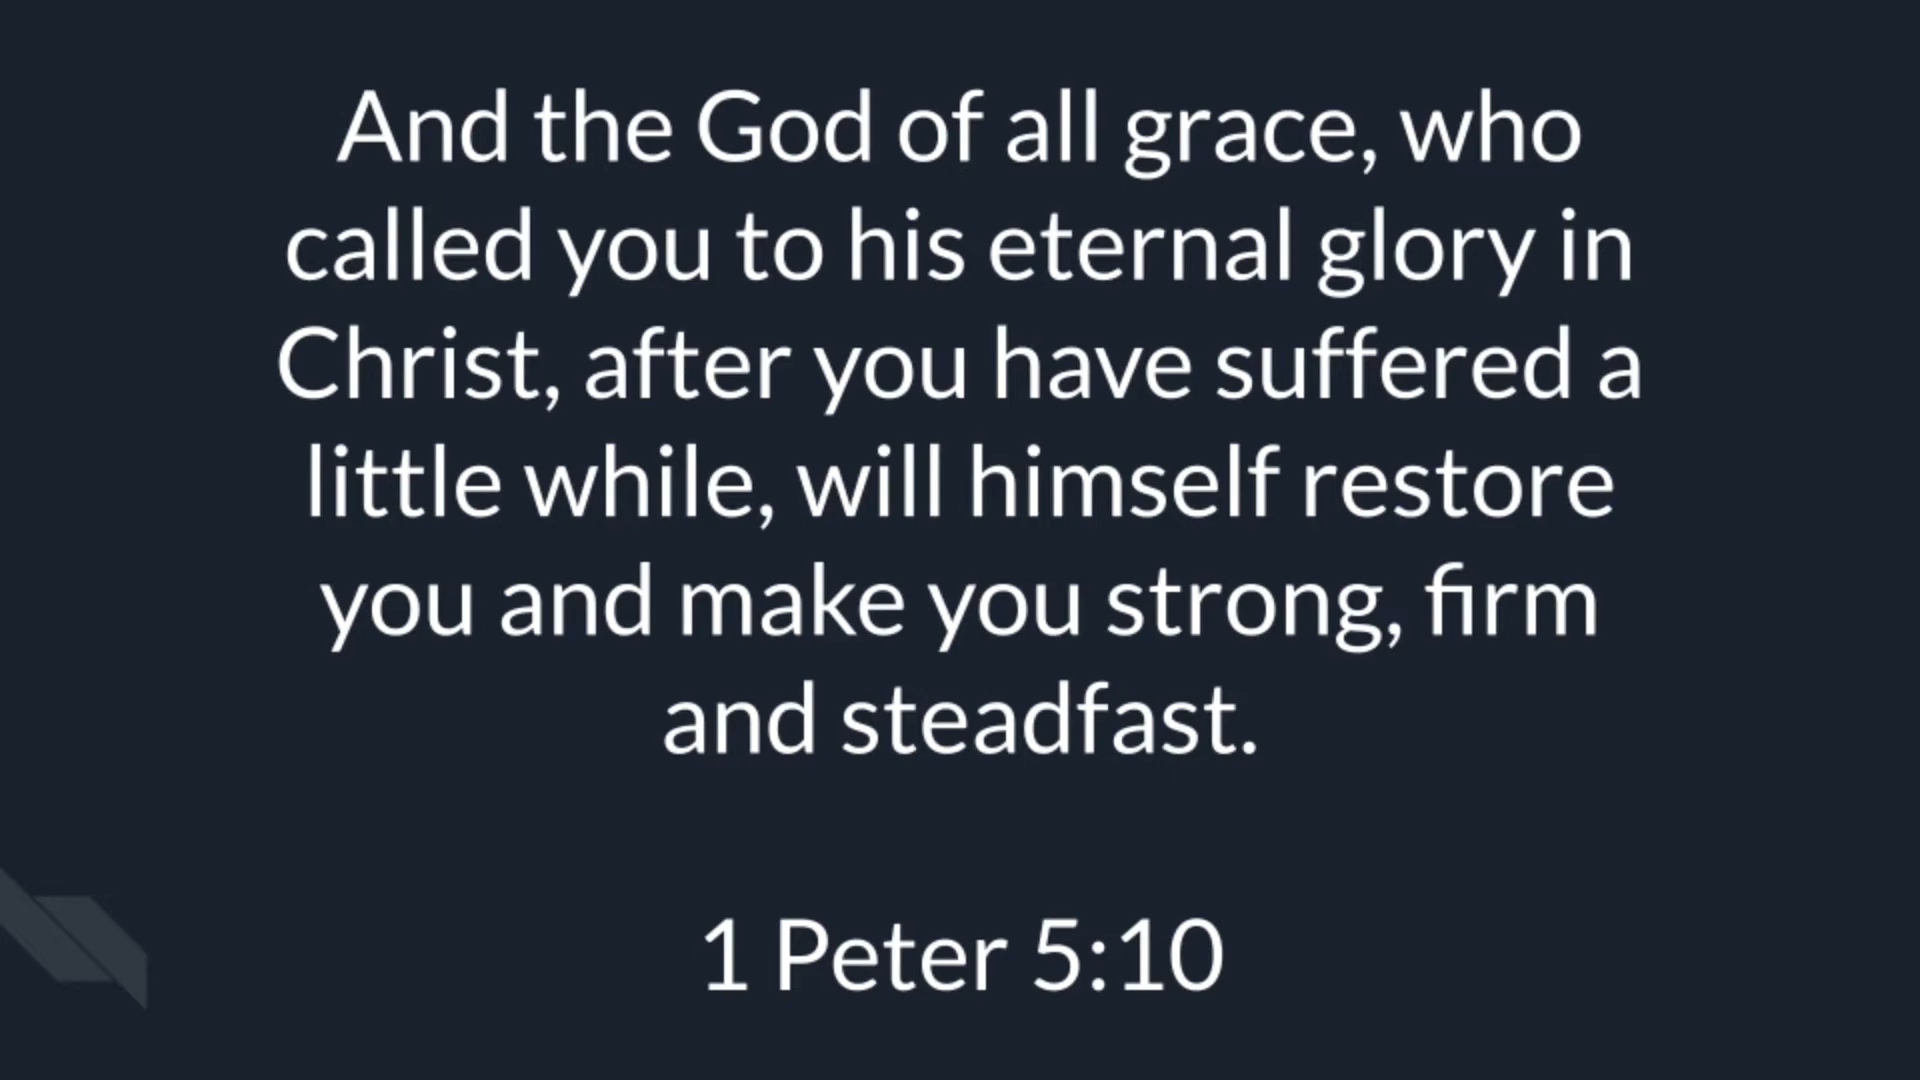 And the God of all grace, who
called you to his eternal glory in
Christ, after you have suffered a
little while, will himself restore
you and make you strong, firm
and steadfast.
1 Peter 5:10